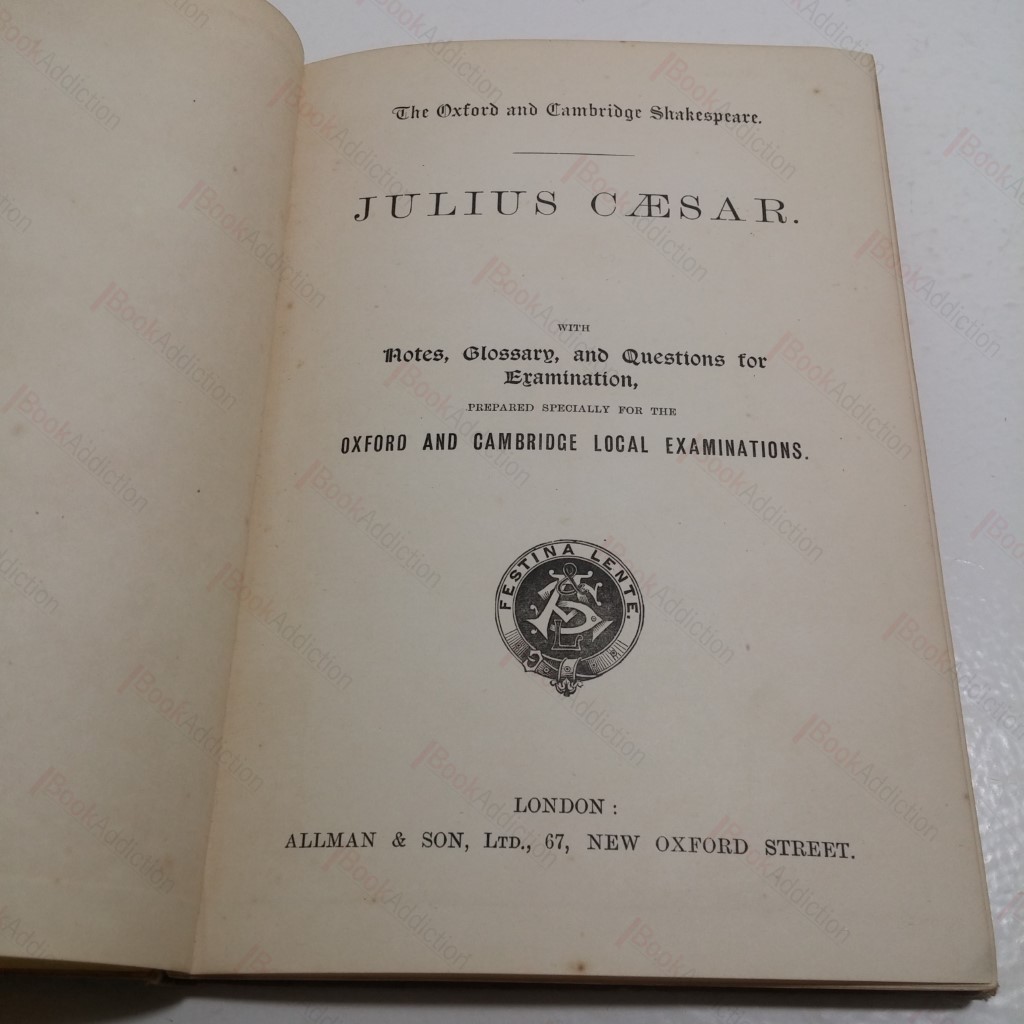 The Oxford and Cambridge Shakespeare.
JULIUS CÆSAR.
WITH
Notes, Glossary, and Questions for
Examination,
PREPARED SPECIALLY FOR THE
OXFORD AND CAMBRIDGE LOCAL EXAMINATIONS.
FESTINA LENTE.
LONDON :
ALLMAN & SON, LTD., 67, NEW OXFORD STREET.
BookAddiction